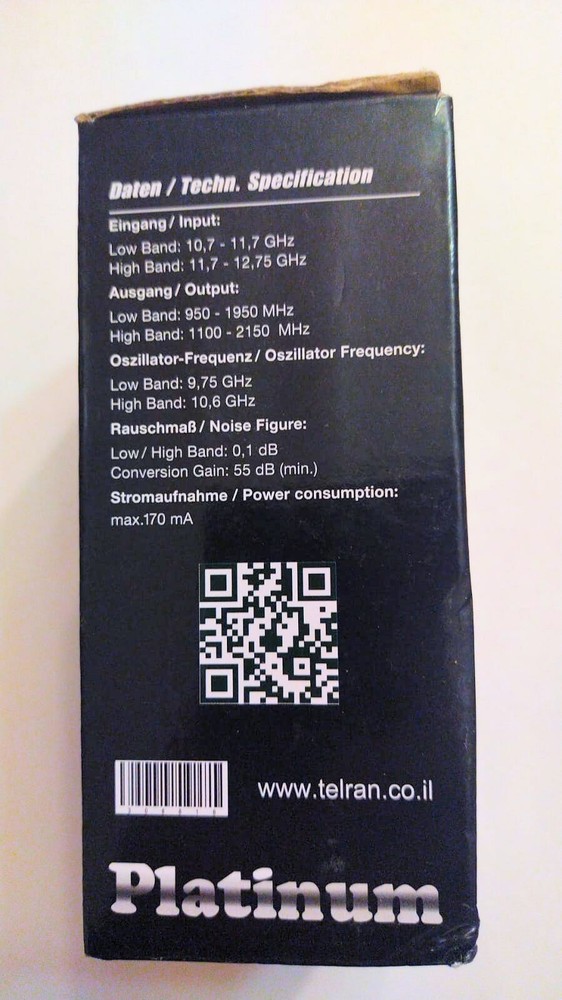 Daten / Techn. Specification
Eingang / Input:
Low Band: 10,7 - 11,7 GHz
High Band: 11,7 - 12,75 GHz
Ausgang / Output:
Low Band: 950 - 1950 MHz
High Band: 1100 - 2150 MHz
Oszillator-Frequenz / Oszillator Frequency:
Low Band: 9,75 GHz
High Band: 10,6 GHz
Rauschmaß / Noise Figure:
Low / High Band: 0,1 dB
Conversion Gain: 55 dB (min.)
Stromaufnahme / Power consumption:
max.170 mA
www.telran.co.il
Platinum